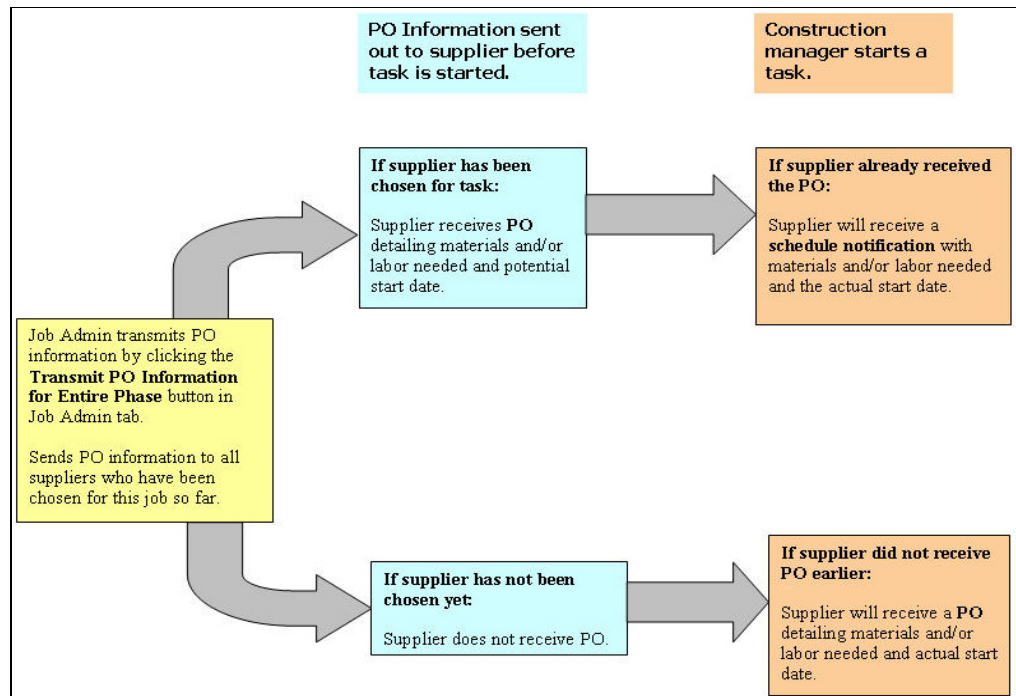 PO Information sent
out to supplier before
task is started.
Construction
manager starts a
task.
If supplier has been
chosen for task:
Supplier receives PO
detailing materials and/or
labor needed and potential
start date.
If supplier already received
the PO:
Supplier will receive a
schedule notification with
materials and/or labor needed
and the actual start date.
Job Admin transmits PO
information by clicking the
Transmit PO Information
for Entire Phase button in
Job Admin tab.
Sends PO information to all
suppliers who have been
chosen for this job so far.
If supplier has not been
chosen yet:
Supplier does not receive PO.
If supplier did not receive
PO earlier:
Supplier will receive a PO
detailing materials and/or
labor needed and actual start
date.